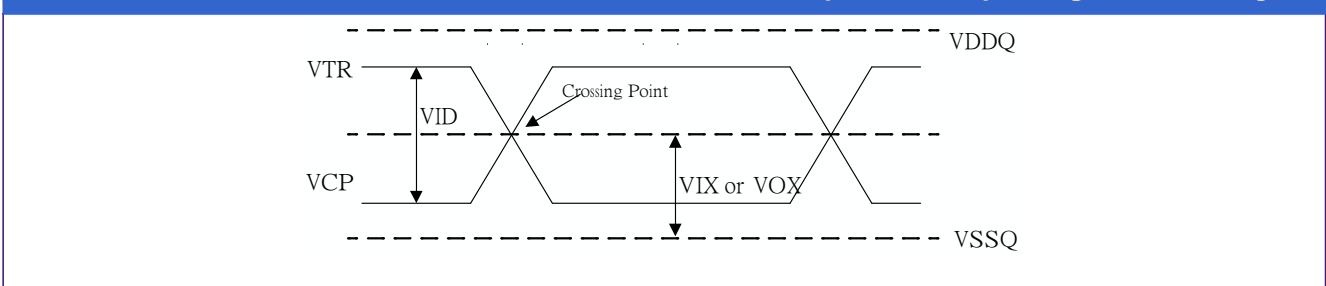 VDDQ
VTR
Crossing Point
VID
VCP
VIX or VOX
VSSQ